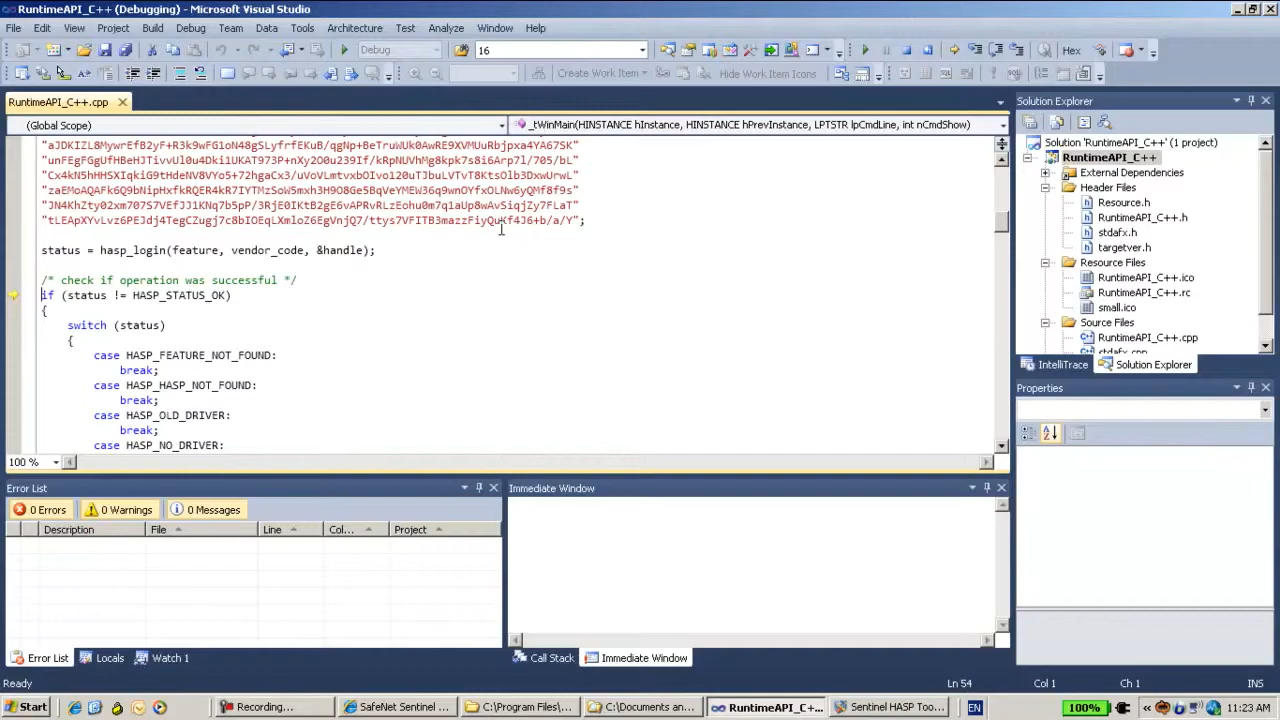 RuntimeAPI_C++ (Debugging) - Microsoft Visual Studio
File Edit View Project Build Debug Team Data Tools Architecture Test Analyze Window Help
Debug 16 Hex
Create Work Item Hide Work Item Icons
RuntimeAPI_C++.cpp
(Global Scope) _tWinMain(HINSTANCE hInstance, HINSTANCE hPrevInstance, LPTSTR lpCmdLine, int nCmdShow)
status = hasp_login(feature, vendor_code, &handle);
/* check if operation was successful */
if (status != HASP_STATUS_OK)
{
switch (status)
{
case HASP_FEATURE_NOT_FOUND:
break;
case HASP_HASP_NOT_FOUND:
break;
case HASP_OLD_DRIVER:
break;
case HASP_NO_DRIVER:
100 %
Solution Explorer
Solution 'RuntimeAPI_C++' (1 project)
RuntimeAPI_C++
External Dependencies
Header Files
Resource.h
RuntimeAPI_C++.h
stdafx.h
targetver.h
Resource Files
RuntimeAPI_C++.ico
RuntimeAPI_C++.rc
small.ico
Source Files
RuntimeAPI_C++.cpp
stdafx.cpp
IntelliTrace Solution Explorer
Properties
Error List
0 Errors 0 Warnings 0 Messages
Description File Line Col... Project
Error List Locals Watch 1
Immediate Window
Call Stack Immediate Window
Ready Ln 54 Col 1 Ch 1 INS
Start Recording... SafeNet Sentinel ... C:\Program Files\... C:\Documents an... RuntimeAPI_C+... Sentinel HASP Too... 100% EN 11:23 AM